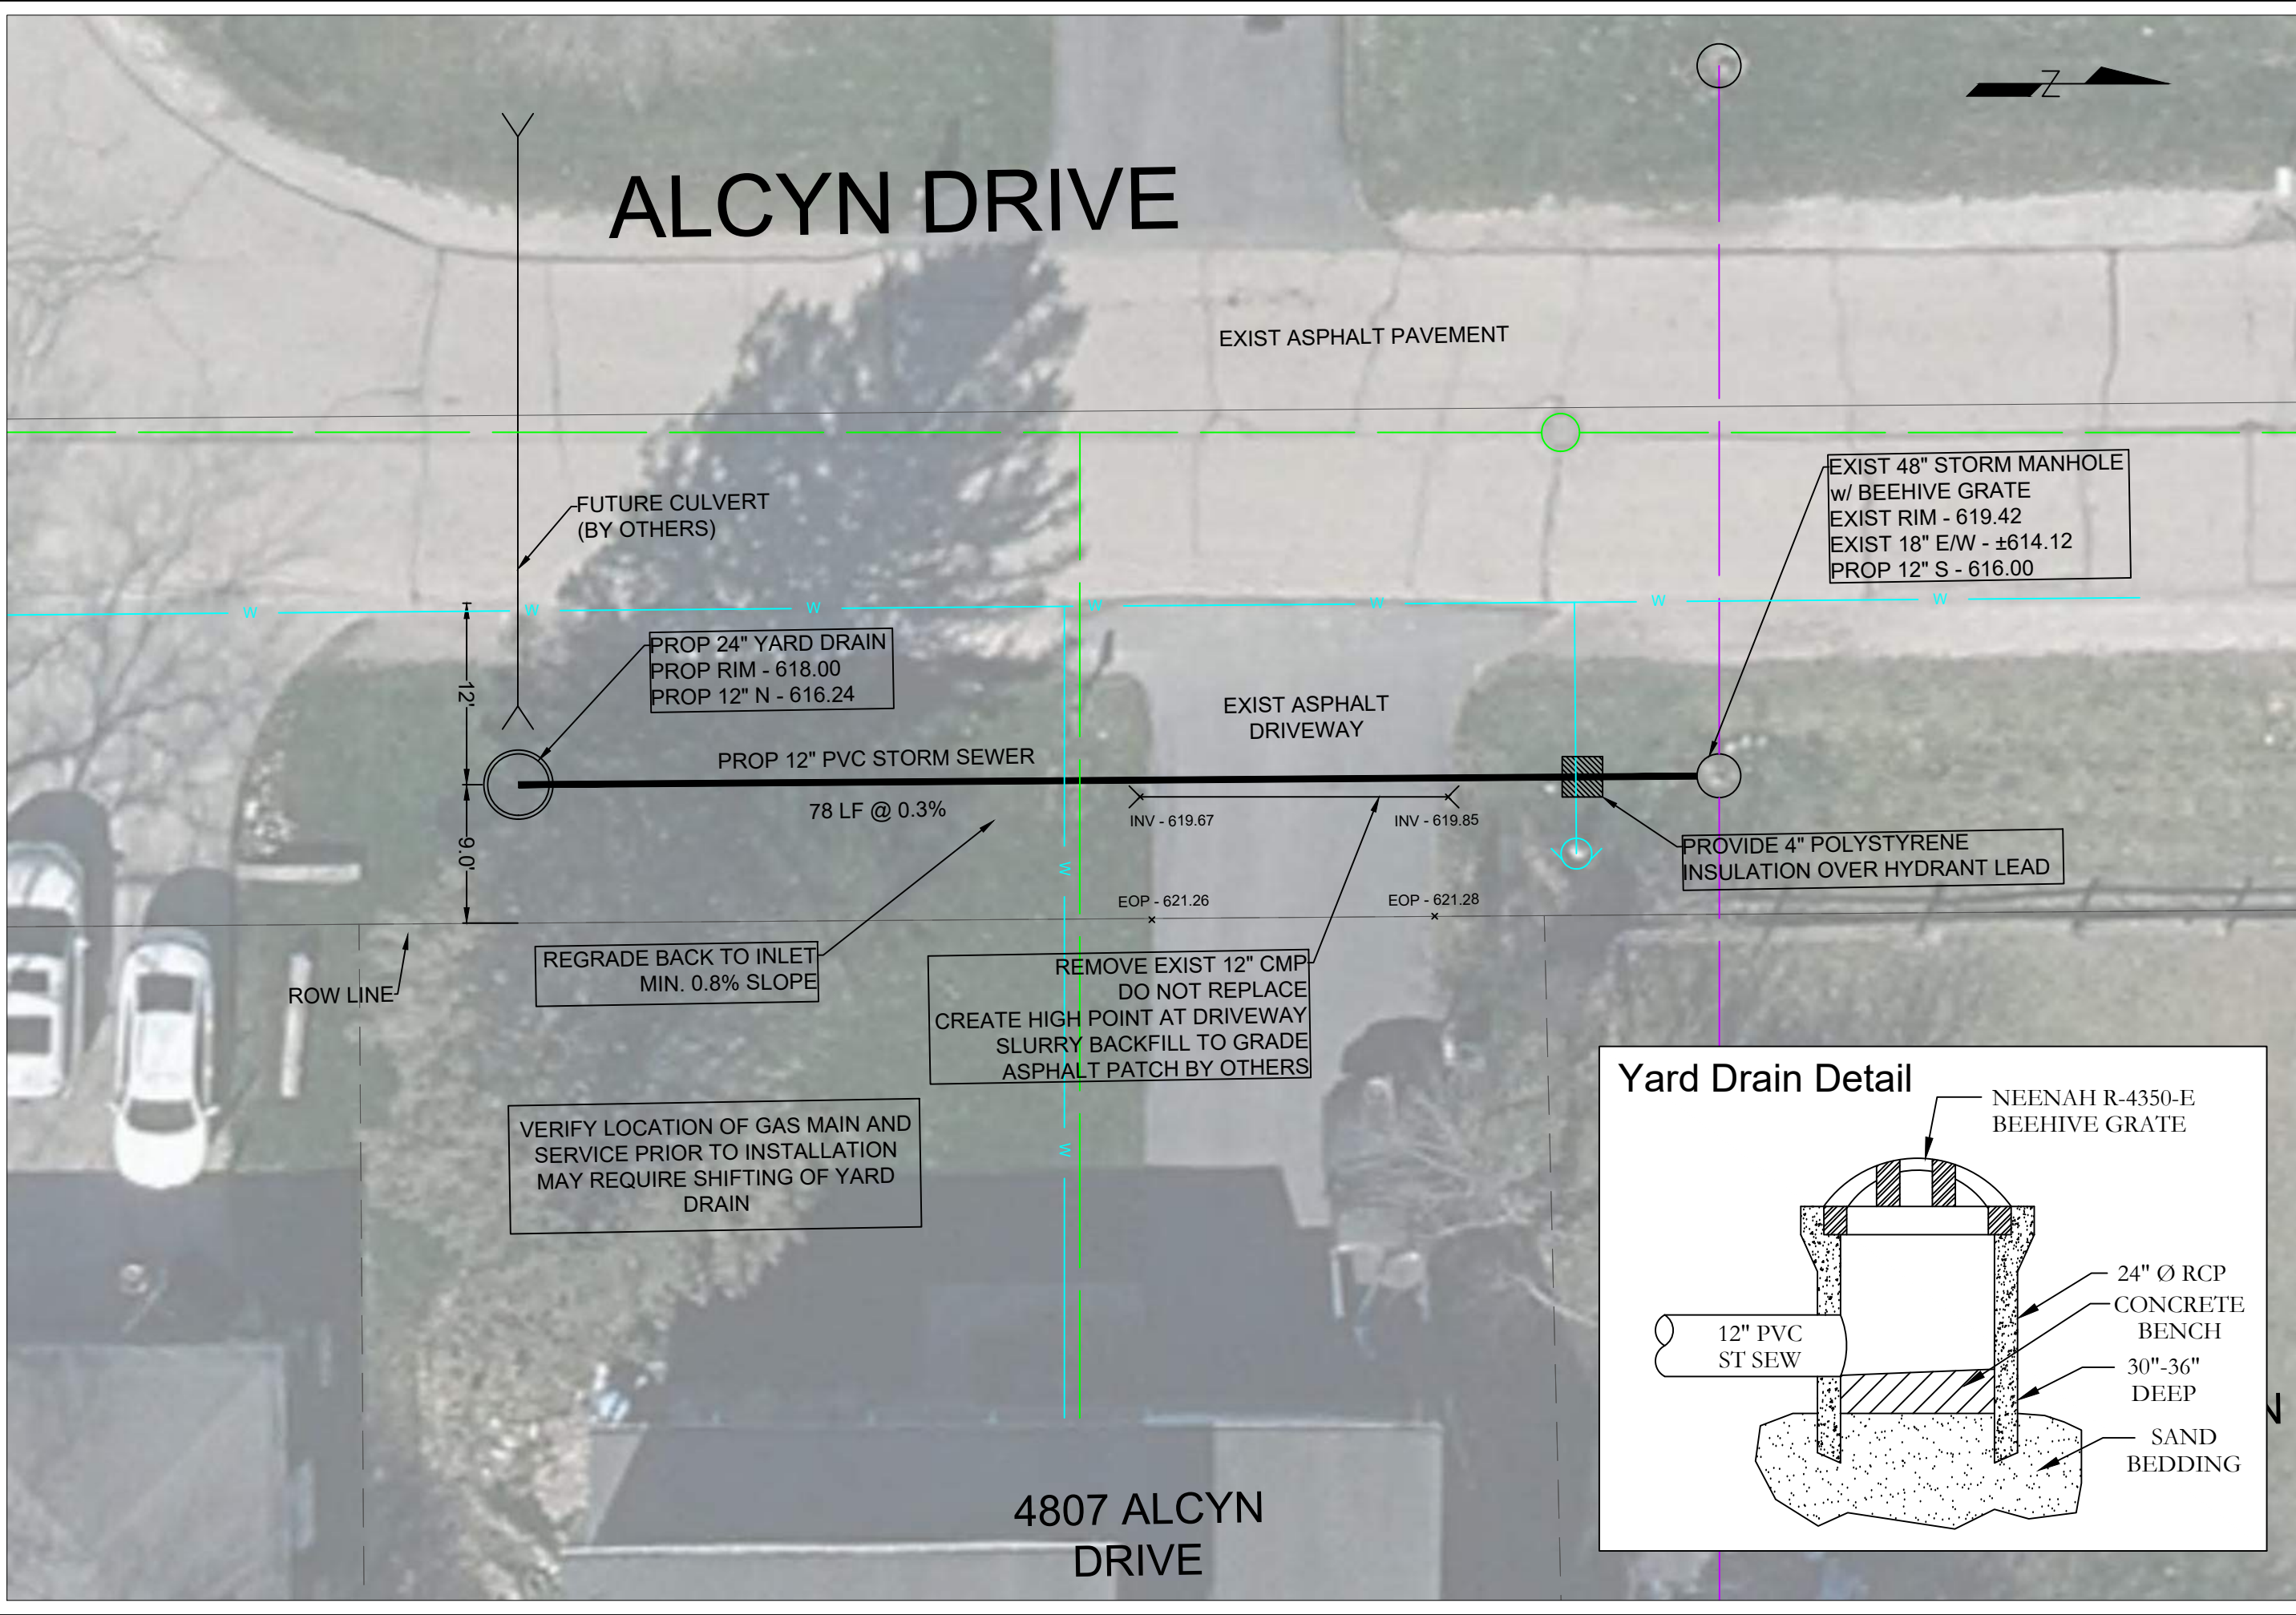 Z
ALCYN DRIVE
EXIST ASPHALT PAVEMENT
EXIST 48" STORM MANHOLE
w/ BEEHIVE GRATE
EXIST RIM - 619.42
EXIST 18" E/W - ±614.12
PROP 12" S - 616.00
FUTURE CULVERT
(BY OTHERS)
W W W W W W W
12'
PROP 24" YARD DRAIN
PROP RIM - 618.00
PROP 12" N - 616.24
EXIST ASPHALT
DRIVEWAY
PROP 12" PVC STORM SEWER
78 LF @ 0.3%
INV - 619.67
INV - 619.85
9.0'
W
PROVIDE 4" POLYSTYRENE
INSULATION OVER HYDRANT LEAD
EOP - 621.26
EOP - 621.28
REGRADE BACK TO INLET
MIN. 0.8% SLOPE
ROW LINE
REMOVE EXIST 12" CMP
DO NOT REPLACE
CREATE HIGH POINT AT DRIVEWAY
SLURRY BACKFILL TO GRADE
ASPHALT PATCH BY OTHERS
VERIFY LOCATION OF GAS MAIN AND
SERVICE PRIOR TO INSTALLATION
MAY REQUIRE SHIFTING OF YARD
DRAIN
W
4807 ALCYN
DRIVE
Yard Drain Detail
NEENAH R-4350-E
BEEHIVE GRATE
24" Ø RCP
CONCRETE
BENCH
12" PVC
ST SEW
30"-36"
DEEP
SAND
BEDDING